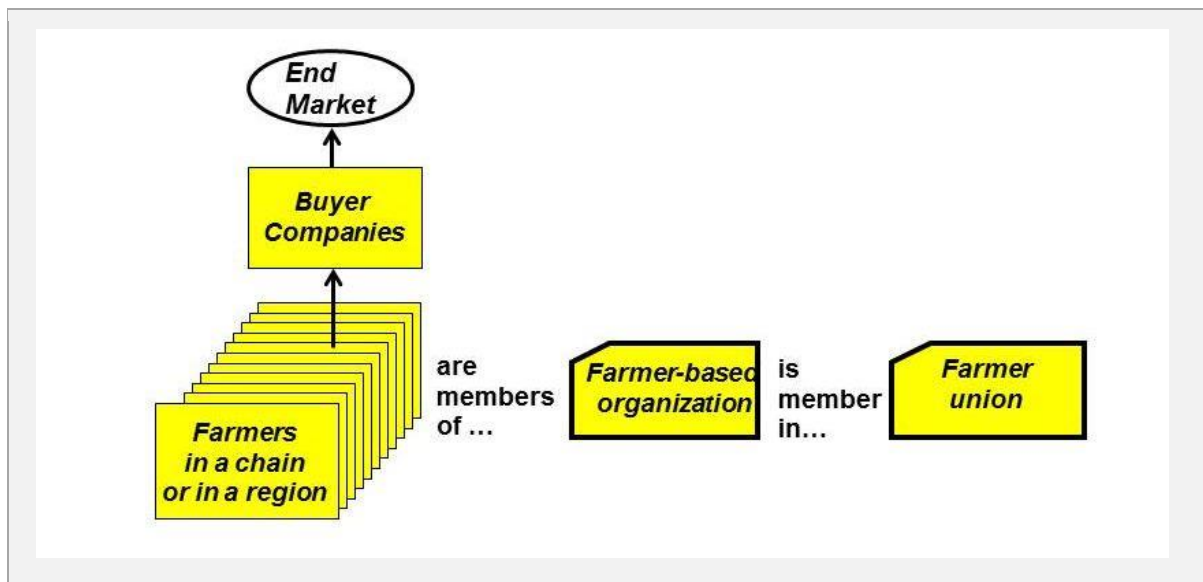 End
Market
Buyer
Companies
Farmers
in a chain
or in a region
are
members
of ...
Farmer-based
organization
is
member
in...
Farmer
union